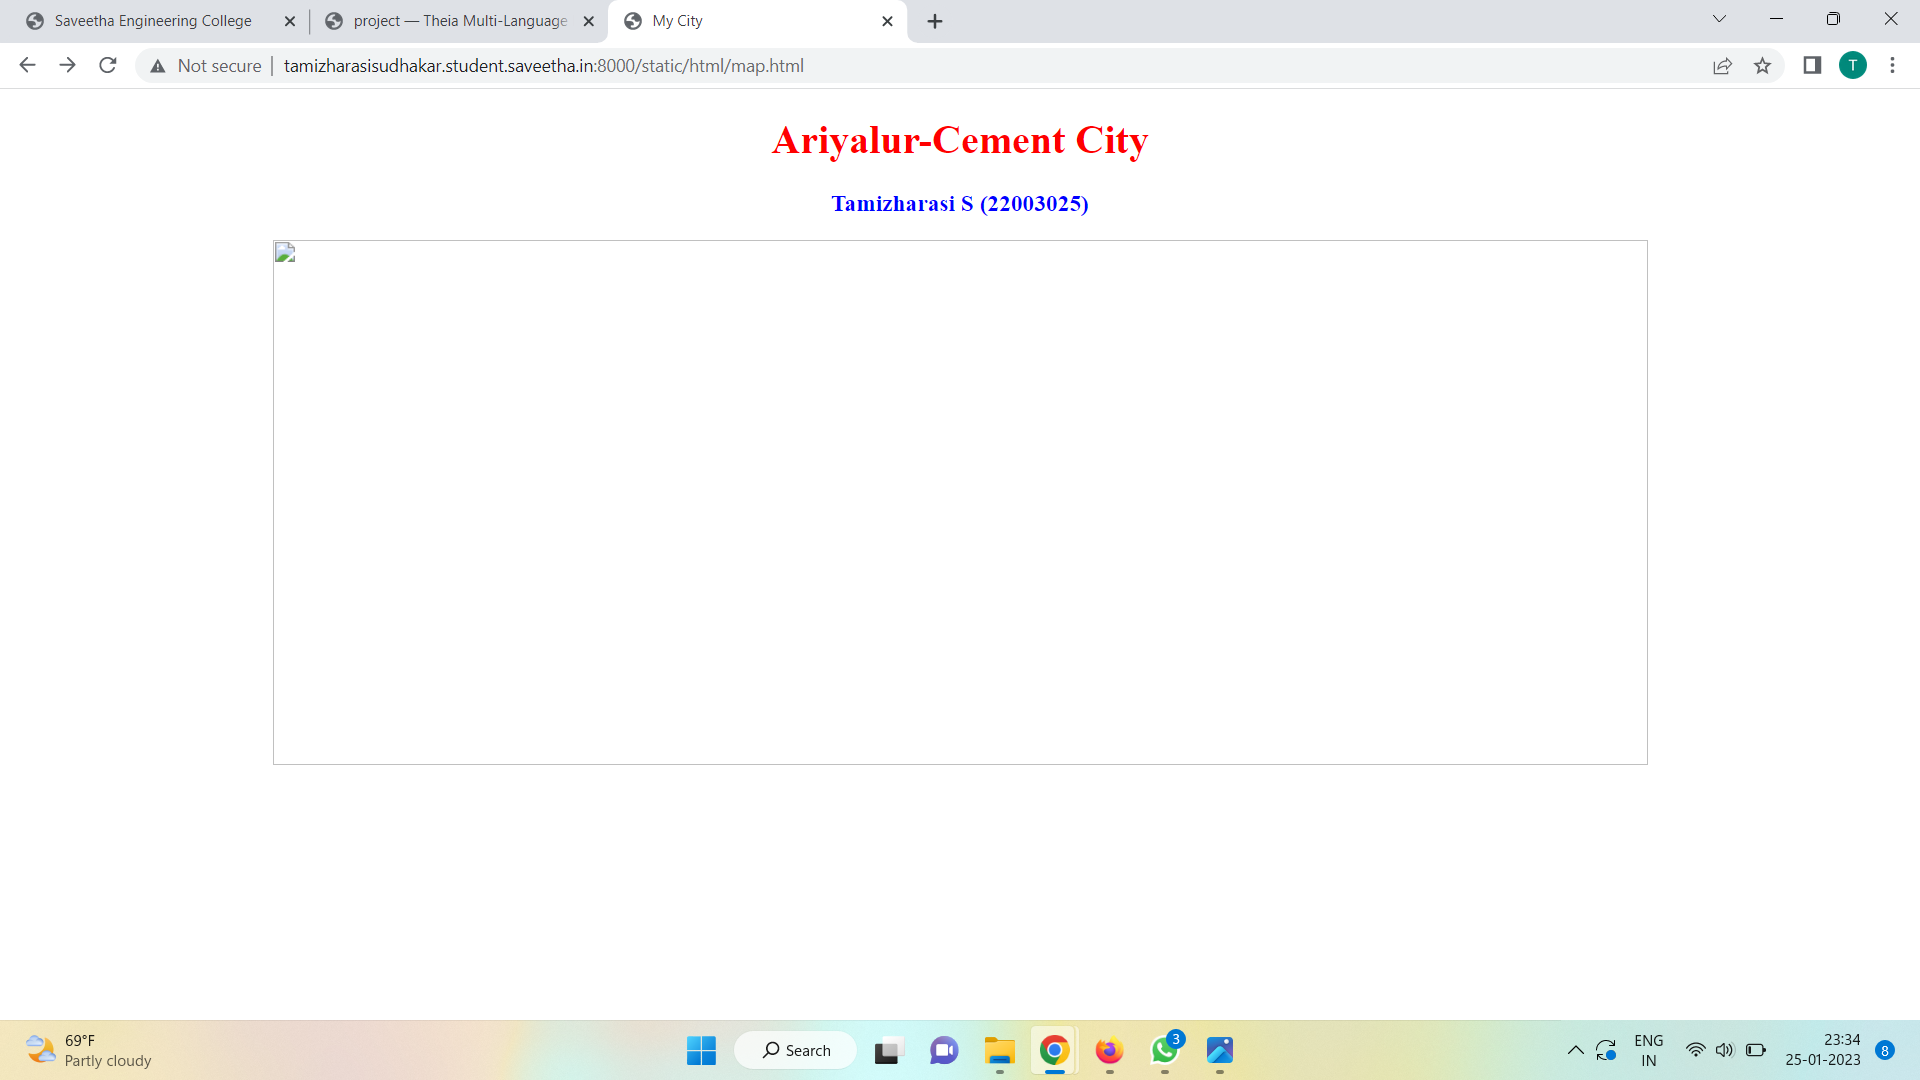 Saveetha Engineering College
project — Theia Multi-Language
My City
Not secure
tamizharasisudhakar.student.saveetha.in:8000/static/html/map.html
T
Ariyalur-Cement City
Tamizharasi S (22003025)
69°F
Partly cloudy
Search
3
ENG
IN
23:34
25-01-2023
8